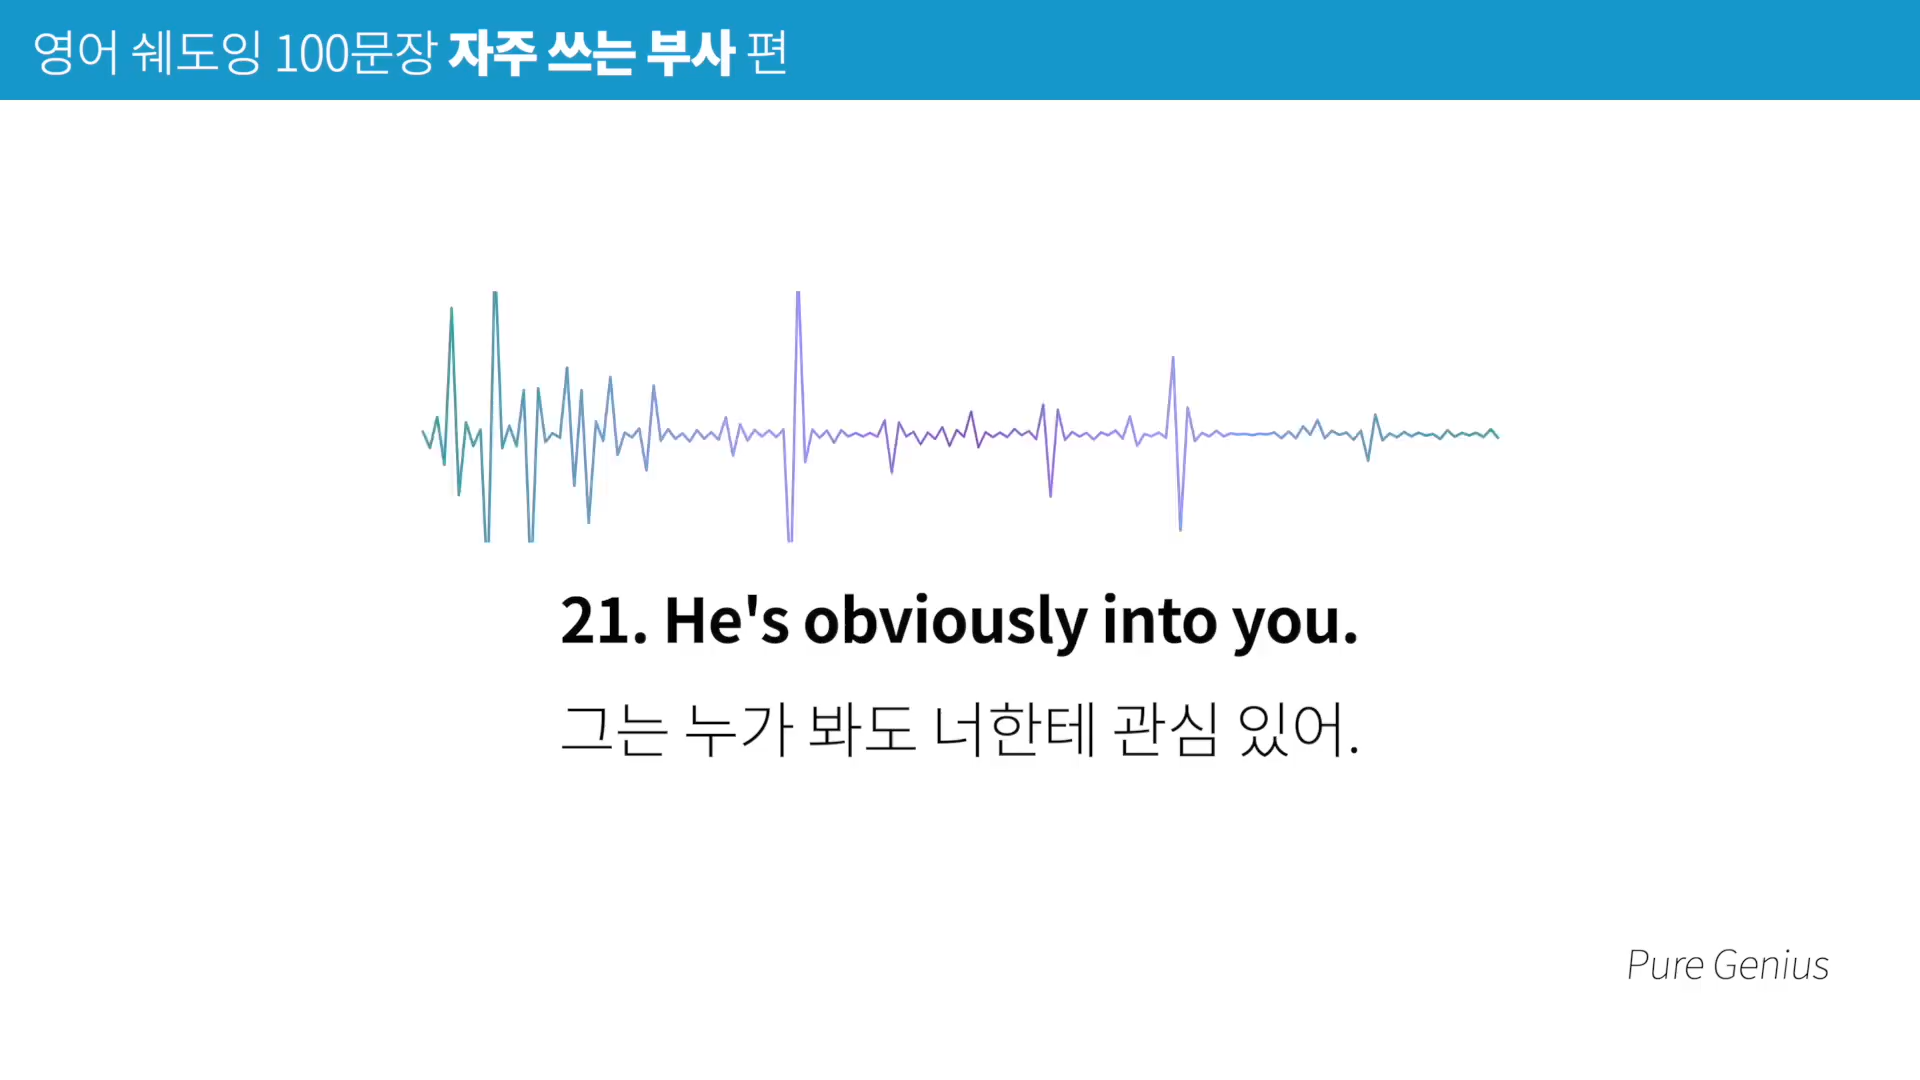 영어 쉐도잉 100문장 자주 쓰는 부사 편
21. He's obviously into you.
그는 누가 봐도 너한테 관심 있어.
Pure Genius